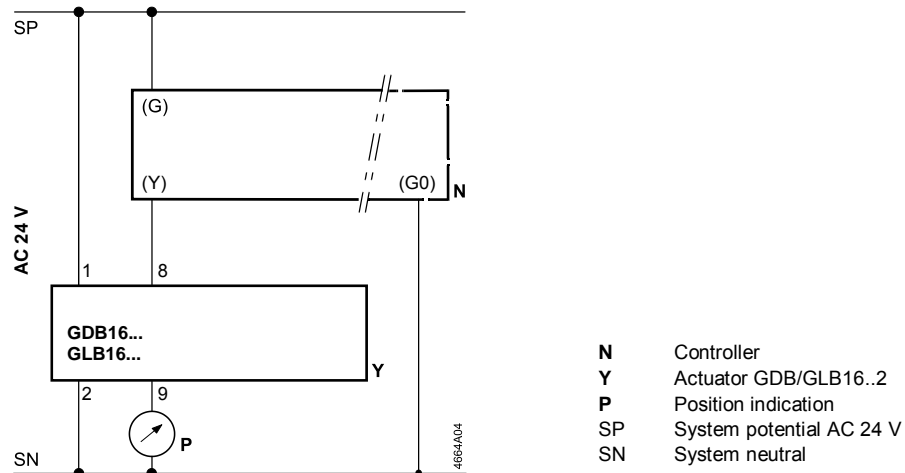 SP
(G)
(Y)
(G0)
N
AC 24 V
1
8
GDB16...
GLB16...
Y
2
9
P
SN
4664A04
N Controller
Y Actuator GDB/GLB16..2
P Position indication
SP System potential AC 24 V
SN System neutral